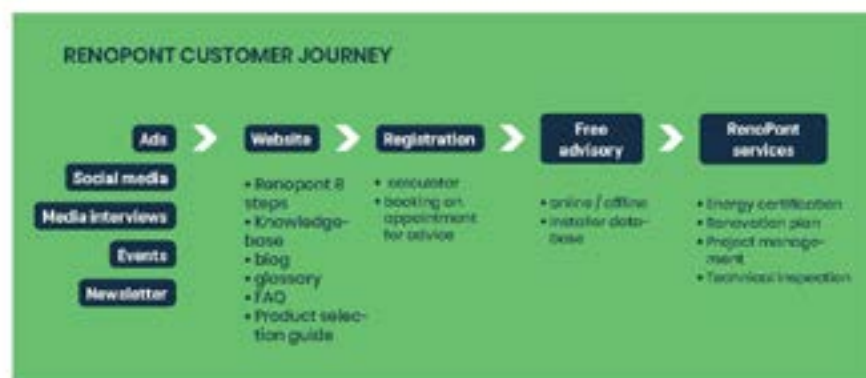 RENOPONT CUSTOMER JOURNEY
Ads
Social media
Media interviews
Events
Newsletter
Website
• Renopont 8
steps
• Knowledge-
base
• blog
• glossary
• FAQ
• Product selec-
tion guide
Registration
• calculator
• booking an
appointment
for advice
Free
advisory
• online / offline
• installer data-
base
RenoPont
services
• Energy certification
• Renovation plan
• Project manage-
ment
• Technical inspection